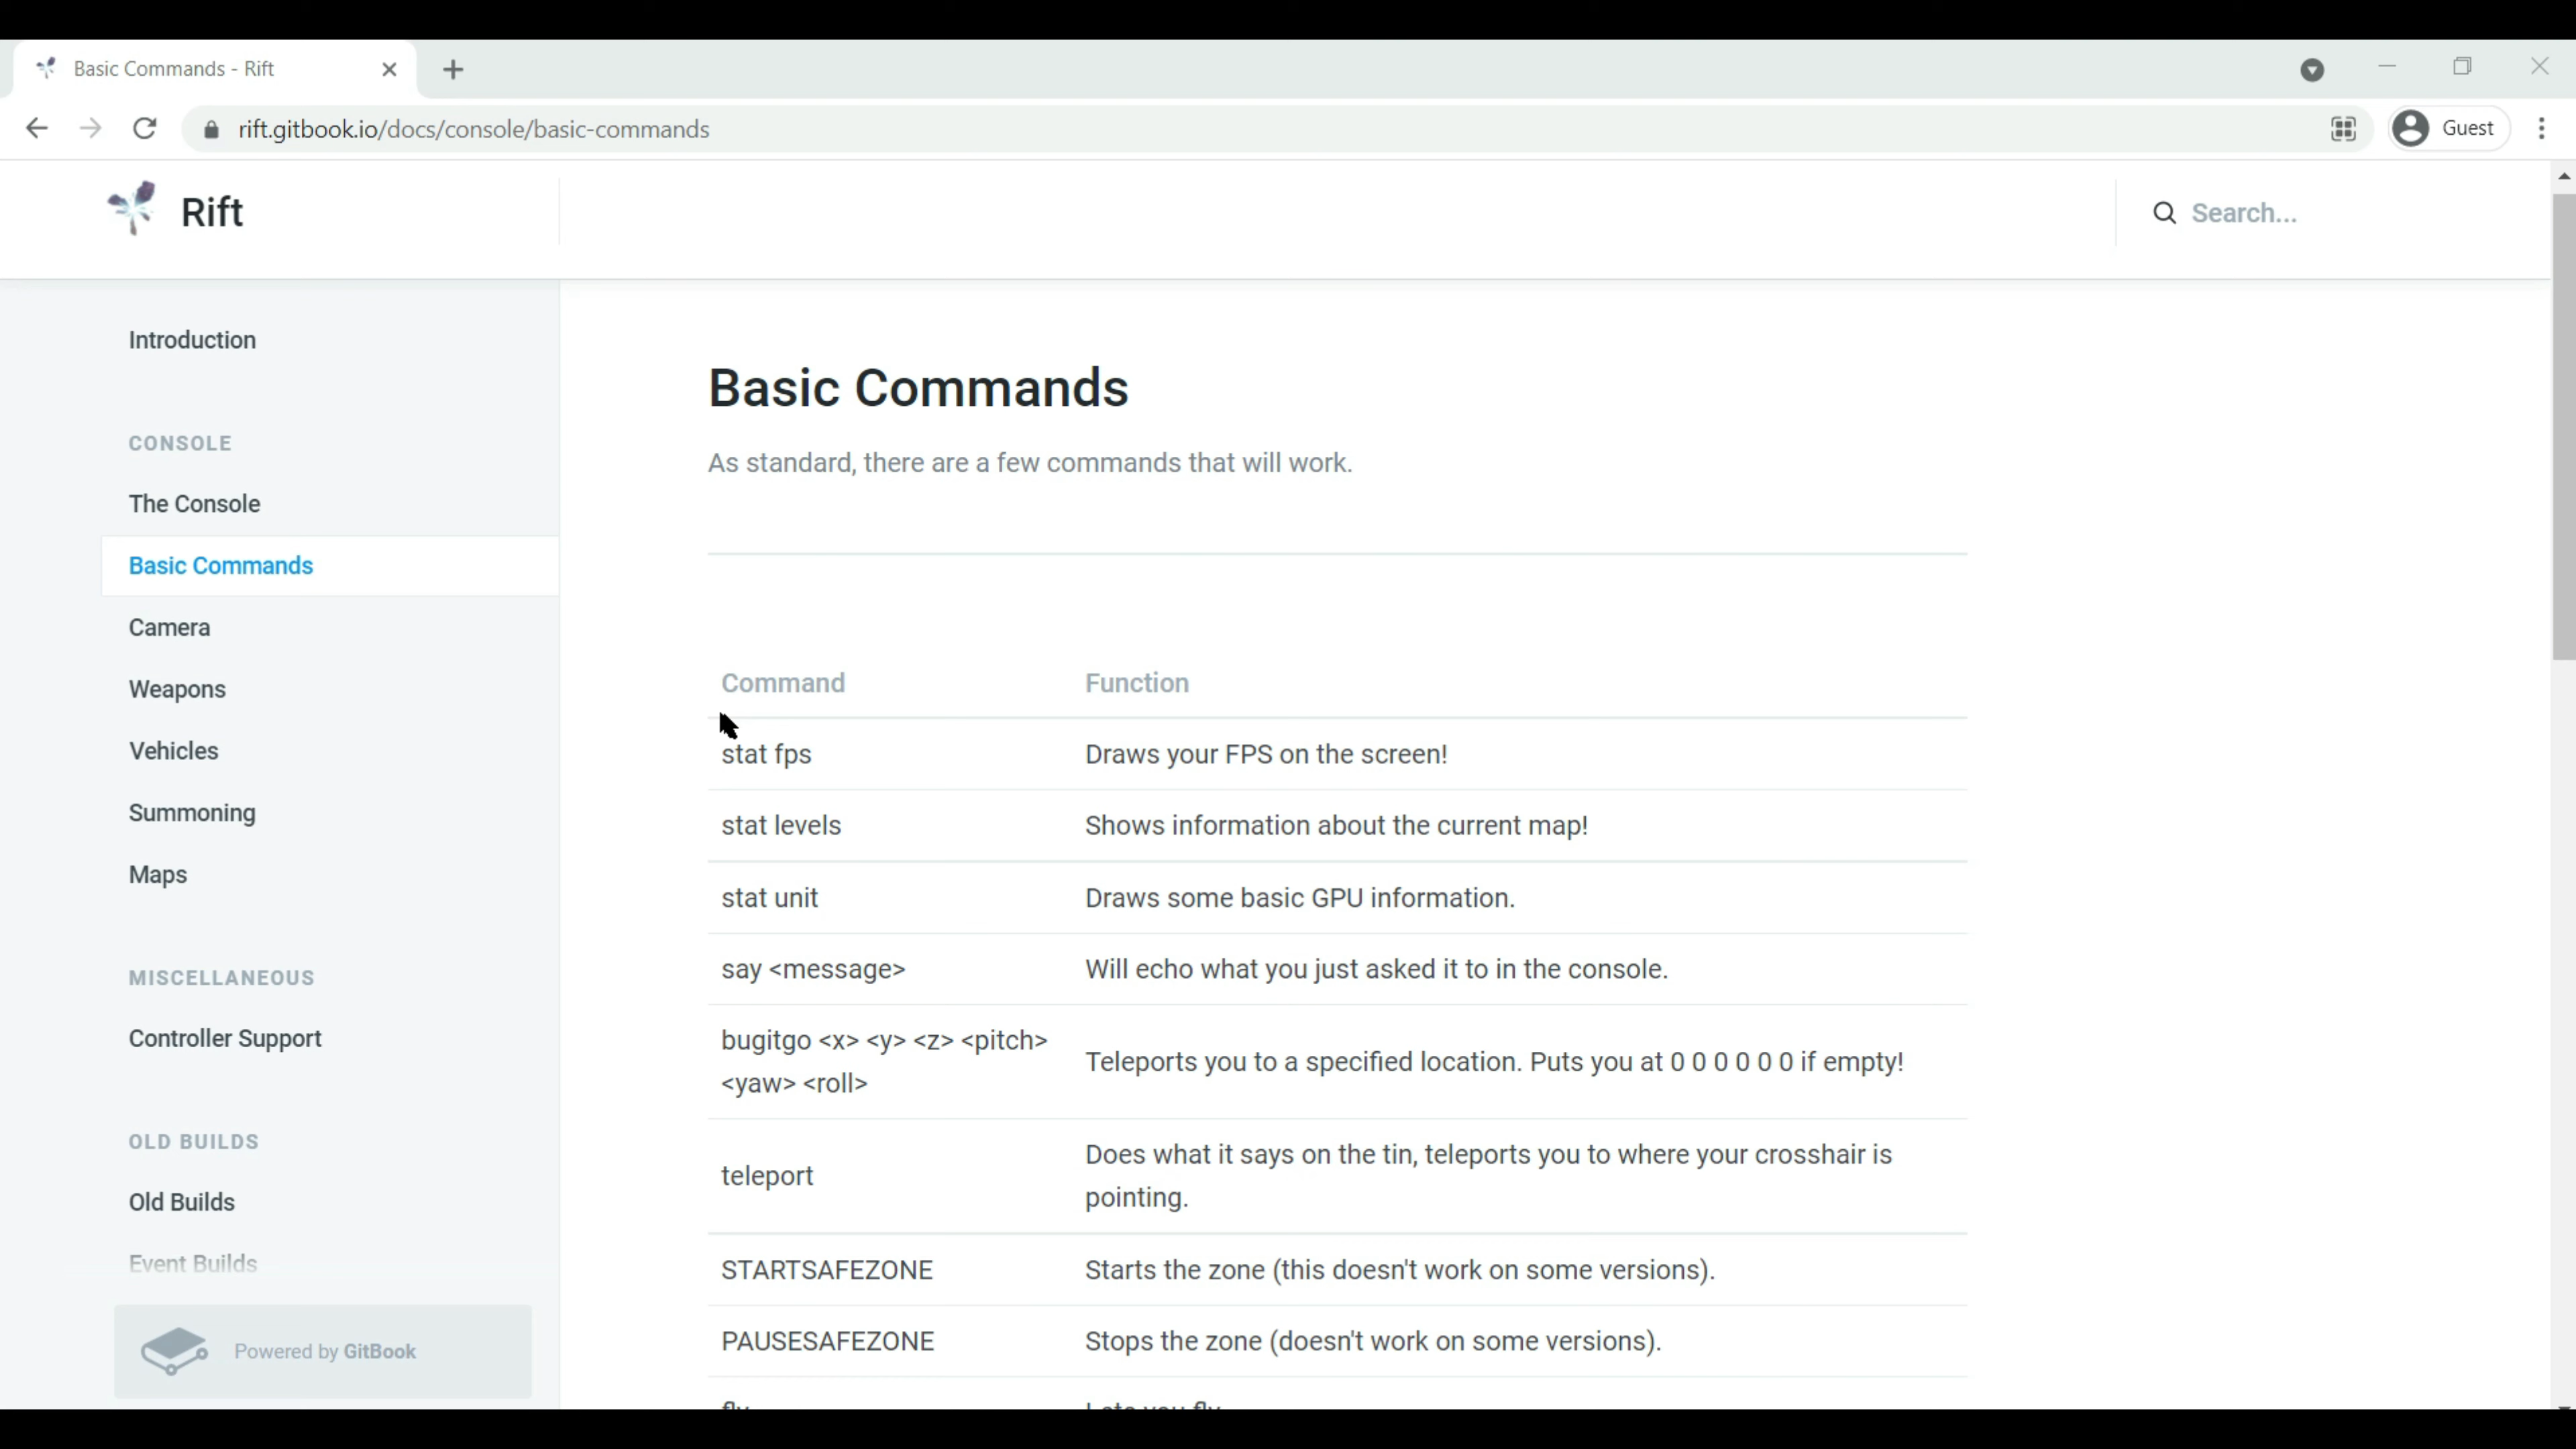 Basic Commands - Rift
rift.gitbook.io/docs/console/basic-commands
Guest
Rift
Search...
Introduction
CONSOLE
The Console
Basic Commands
Camera
Weapons
Vehicles
Summoning
Maps
MISCELLANEOUS
Controller Support
OLD BUILDS
Old Builds
Event Builds
Powered by GitBook
Basic Commands
As standard, there are a few commands that will work.
Command Function
stat fps Draws your FPS on the screen!
stat levels Shows information about the current map!
stat unit Draws some basic GPU information.
say <message> Will echo what you just asked it to in the console.
bugitgo <x> <y> <z> <pitch>
<yaw> <roll>
Teleports you to a specified location. Puts you at 0 0 0 0 0 0 if empty!
teleport
Does what it says on the tin, teleports you to where your crosshair is
pointing.
STARTSAFEZONE Starts the zone (this doesn't work on some versions).
PAUSESAFEZONE Stops the zone (doesn't work on some versions).